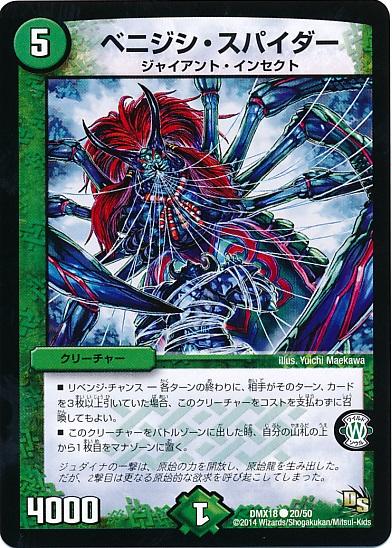 5
ベニジシ・スパイダー
ジャイアント・インセクト
illus. Yuichi Maekawa
クリーチャー
■ リベンジ・チャンス ー 各ターンの終わりに、相手がそのターン、カード
を3枚以上引いていた場合、このクリーチャーをコストを支払わずに召
喚してもよい。
■ このクリーチャーをバトルゾーンに出した時、自分の山札の上
から1枚目をマナゾーンに置く。
W
ジュダイナの一撃は、原始の力を開放し、原始龍を生み出した。
だが、2撃目は更なる原始的な欲求を呼び起こしてしまった。
4000
1
DS
DMX18 ● 20/50
©2014 Wizards/Shogakukan/Mitsui-Kids